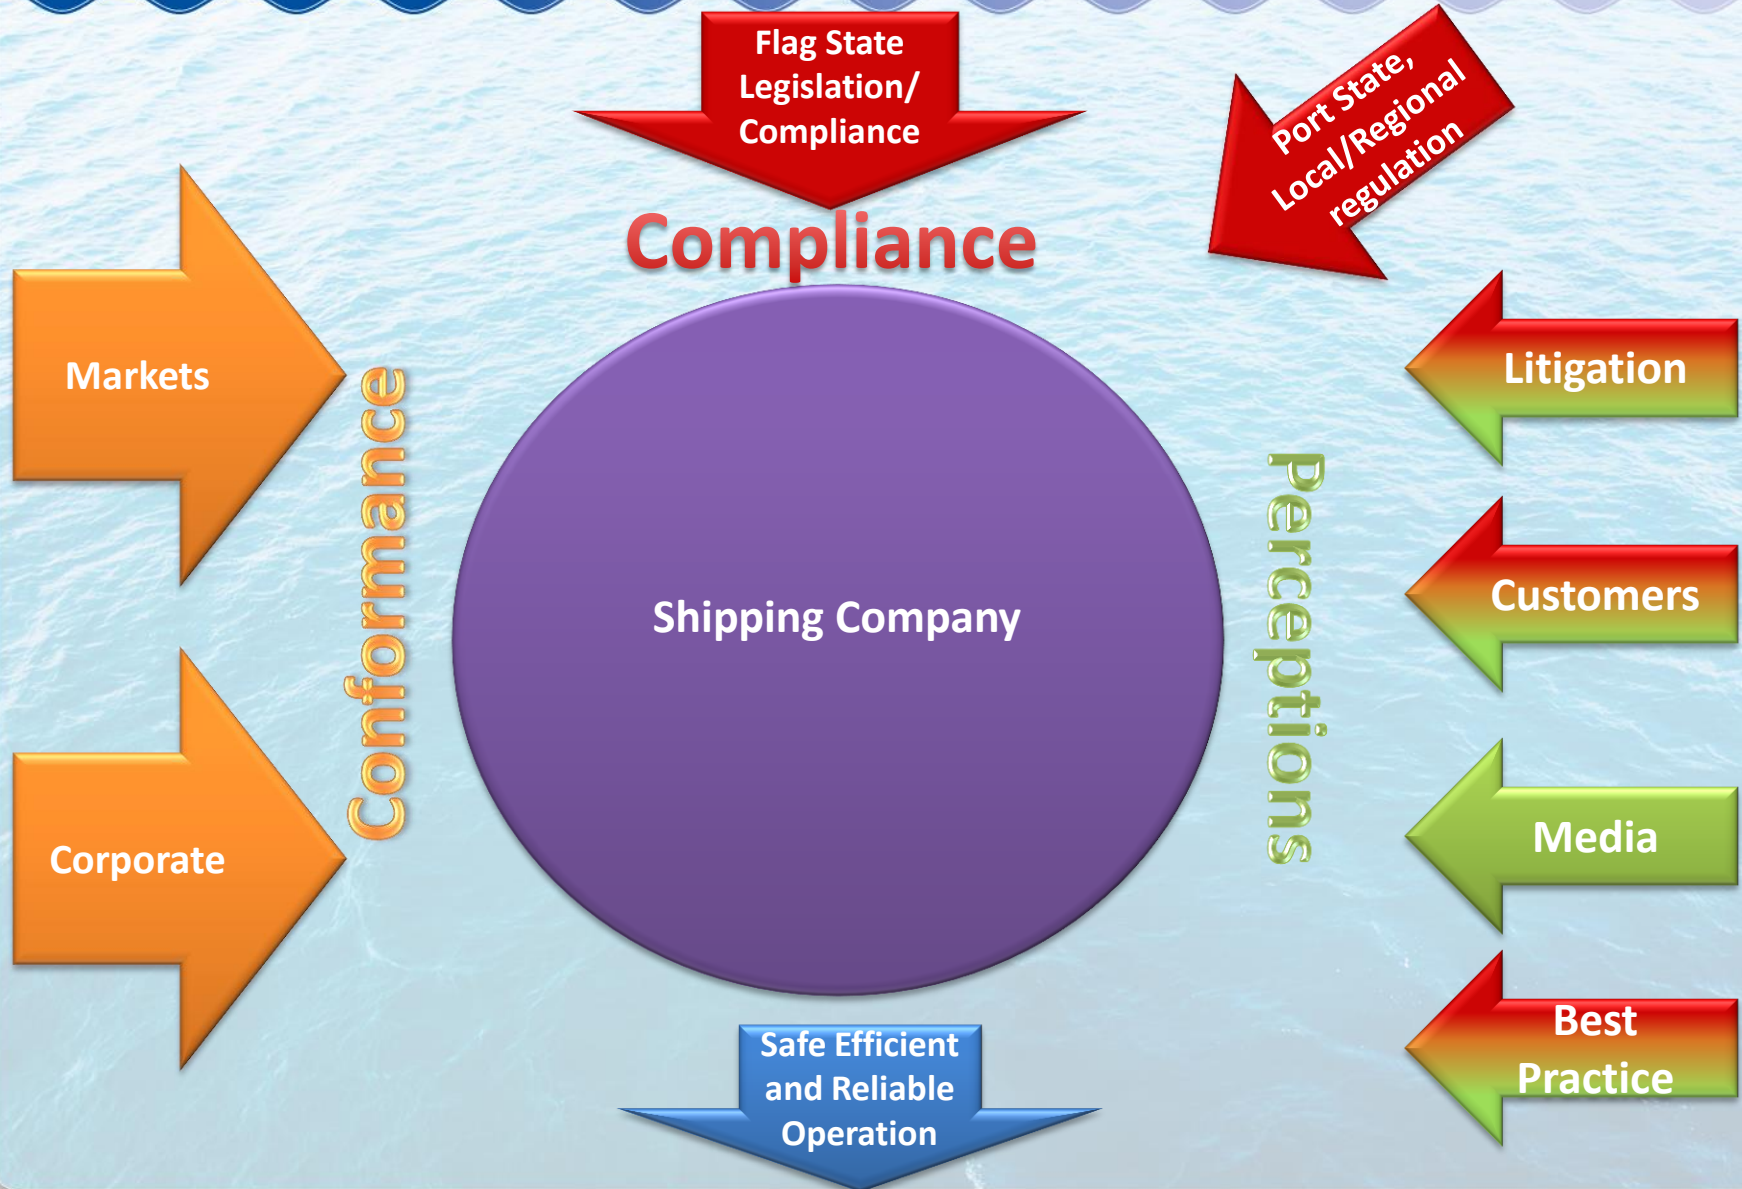 Flag State
Legislation/
Compliance
Port State,
Local/Regional
regulation
Compliance
Markets
Conformance
Corporate
Shipping Company
Perceptions
Litigation
Customers
Media
Best
Practice
Safe Efficient
and Reliable
Operation